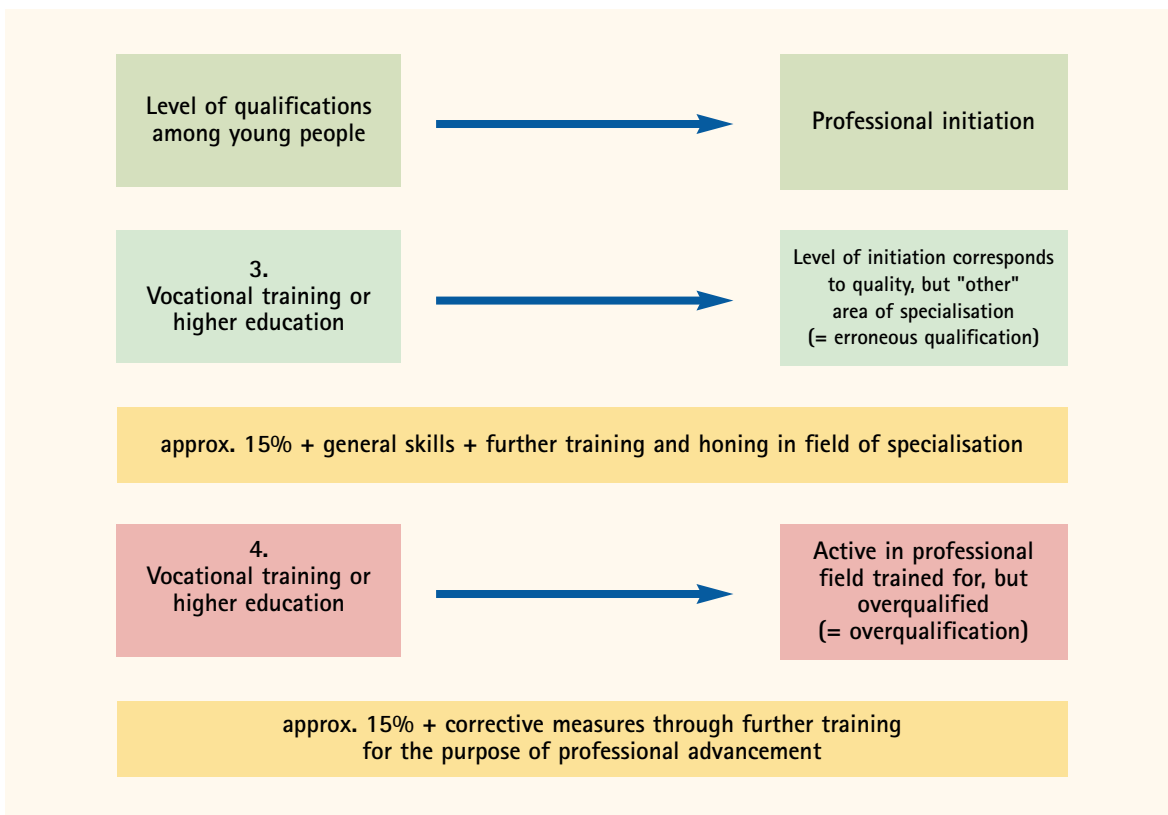 Level of qualifications
among young people
Professional initiation
3.
Vocational training or
higher education
Level of initiation corresponds
to quality, but "other"
area of specialisation
(= erroneous qualification)
approx. 15% + general skills + further training and honing in field of specialisation
4.
Vocational training or
higher education
Active in professional
field trained for, but
overqualified
(= overqualification)
approx. 15% + corrective measures through further training
for the purpose of professional advancement